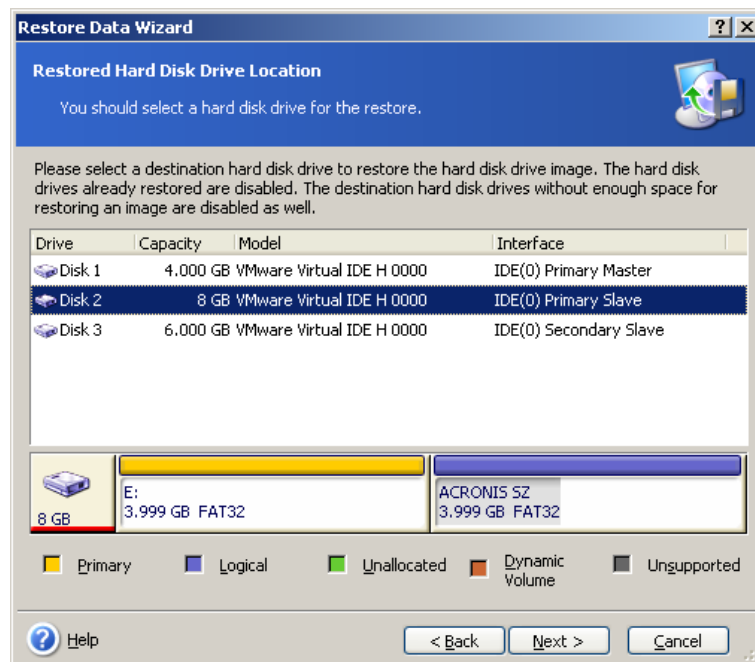 Restore Data Wizard
Restored Hard Disk Drive Location
You should select a hard disk drive for the restore.
Please select a destination hard disk drive to restore the hard disk drive image. The hard disk
drives already restored are disabled. The destination hard disk drives without enough space for
restoring an image are disabled as well.
Drive Capacity Model Interface
Disk 1 4.000 GB VMware Virtual IDE H 0000 IDE(0) Primary Master
Disk 2 8 GB VMware Virtual IDE H 0000 IDE(0) Primary Slave
Disk 3 6.000 GB VMware Virtual IDE H 0000 IDE(0) Secondary Slave
8 GB
E:
3.999 GB FAT32
ACRONIS SZ
3.999 GB FAT32
Primary Logical Unallocated Dynamic Volume Unsupported
Help < Back Next > Cancel